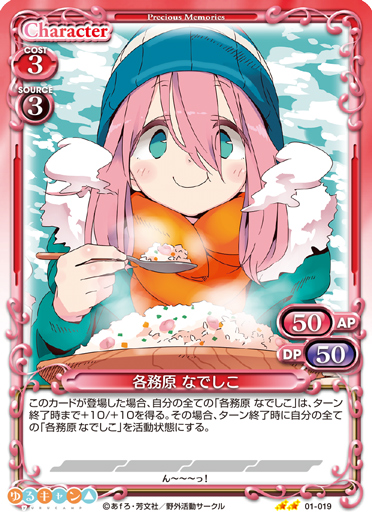 Precious Memories
Character
COST
3
SOURCE
3
50 AP
DP 50
各務原 なでしこ
このカードが登場した場合、自分の全ての「各務原 なでしこ」は、ターン
終了時まで+10/+10を得る。その場合、ターン終了時に自分の全て
の「各務原 なでしこ」を活動状態にする。
ん〜〜〜っ!
ゆるキャン△
©あfろ・芳文社/野外活動サークル
01-019